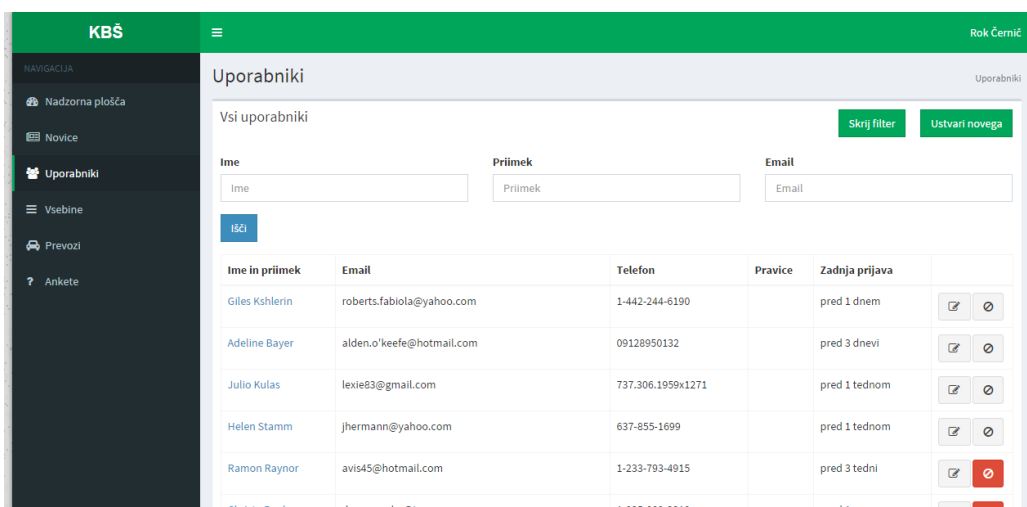 KBŠ
Rok Černič
NAVIGACIJA
Nadzorna plošča
Novice
Uporabniki
Vsebine
Prevozi
? Ankete
Uporabniki
Uporabniki
Vsi uporabniki
Skrij filter
Ustvari novega
Ime Priimek Email
Ime Priimek Email
Išči
Ime in priimek Email Telefon Pravice Zadnja prijava
Giles Kshlerin roberts.fabiola@yahoo.com 1-442-244-6190 pred 1 dnem
Adeline Bayer alden.o'keefe@hotmail.com 09128950132 pred 3 dnevi
Julio Kulas lexie83@gmail.com 737.306.1959x1271 pred 1 tednom
Helen Stamm jhermann@yahoo.com 637-855-1699 pred 1 tednom
Ramon Raynor avis45@hotmail.com 1-233-793-4915 pred 3 tedni